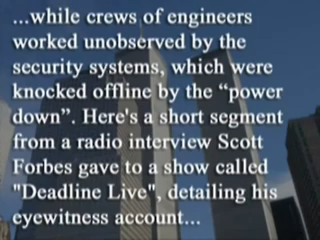 ...while crews of engineers
worked unobserved by the
security systems, which were
knocked offline by the “power
down”. Here's a short segment
from a radio interview Scott
Forbes gave to a show called
"Deadline Live", detailing his
eyewitness account...